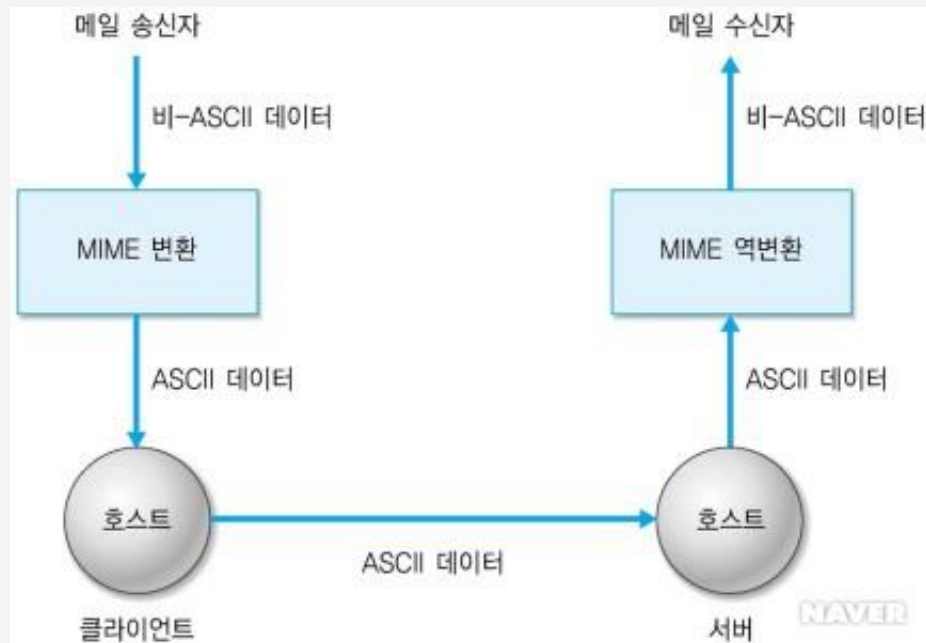 메일 송신자
메일 수신자
비-ASCII 데이터
비-ASCII 데이터
MIME 변환
MIME 역변환
ASCII 데이터
ASCII 데이터
호스트
호스트
ASCII 데이터
클라이언트
서버
NAVER